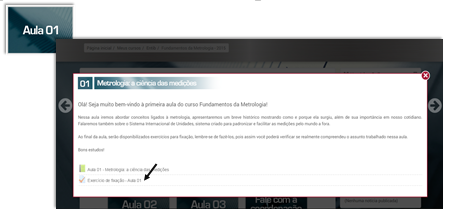 Aula 01
01 Metrologia: a ciência das medições
Olá! Seja muito bem-vindo à primeira aula do curso Fundamentos da Metrologia!
Nessa aula iremos abordar conceitos ligados à metrologia, apresentaremos um breve histórico mostrando como e porque ela surgiu, além de sua importância em nosso cotidiano.
Falaremos também sobre o Sistema Internacional de Unidades, sistema criado para padronizar e facilitar as medições pelo mundo a fora.
Ao final da aula, serão disponibilizados exercícios para fixação, lembre-se de fazê-los, pois assim você poderá verificar se realmente compreendeu o assunto trabalhado nessa aula.
Bons estudos!
Aula 01 - Metrologia: a ciência das medições
Exercício de fixação - Aula 01
Aula 02
Aula 03
Fale com a
coordenação